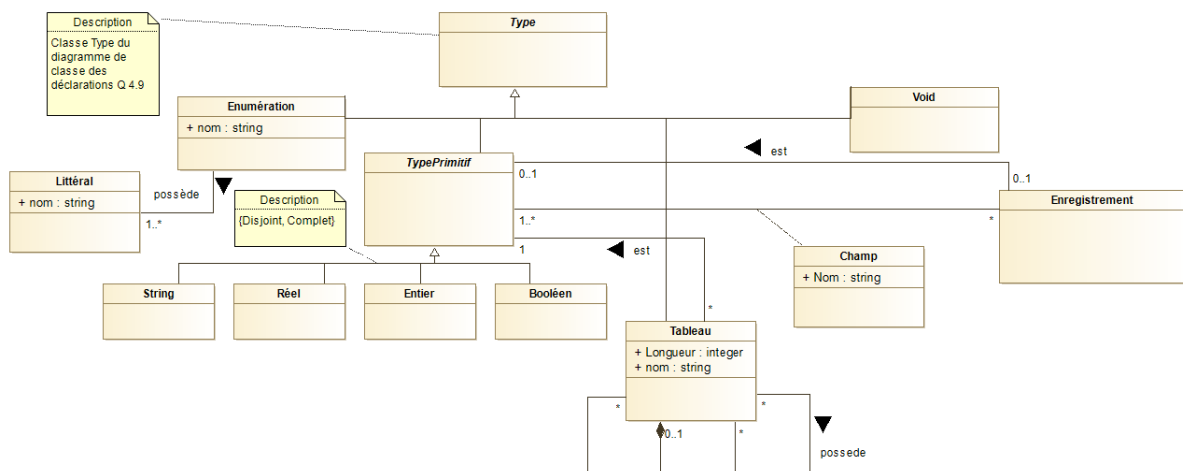 Description
Classe Type du
diagramme de
classe des
déclarations Q 4.9
Type
Enumération
+ nom : string
Void
est
TypePrimitif
0..1
0..1
Littéral
+ nom : string
possède
1..*
Description
{Disjoint, Complet}
Enregistrement
1..*
*
1
est
Champ
+ Nom : string
String
Réel
Entier
Booléen
*
Tableau
+ Longueur : integer
+ nom : string
*
*
0..1
*
possede